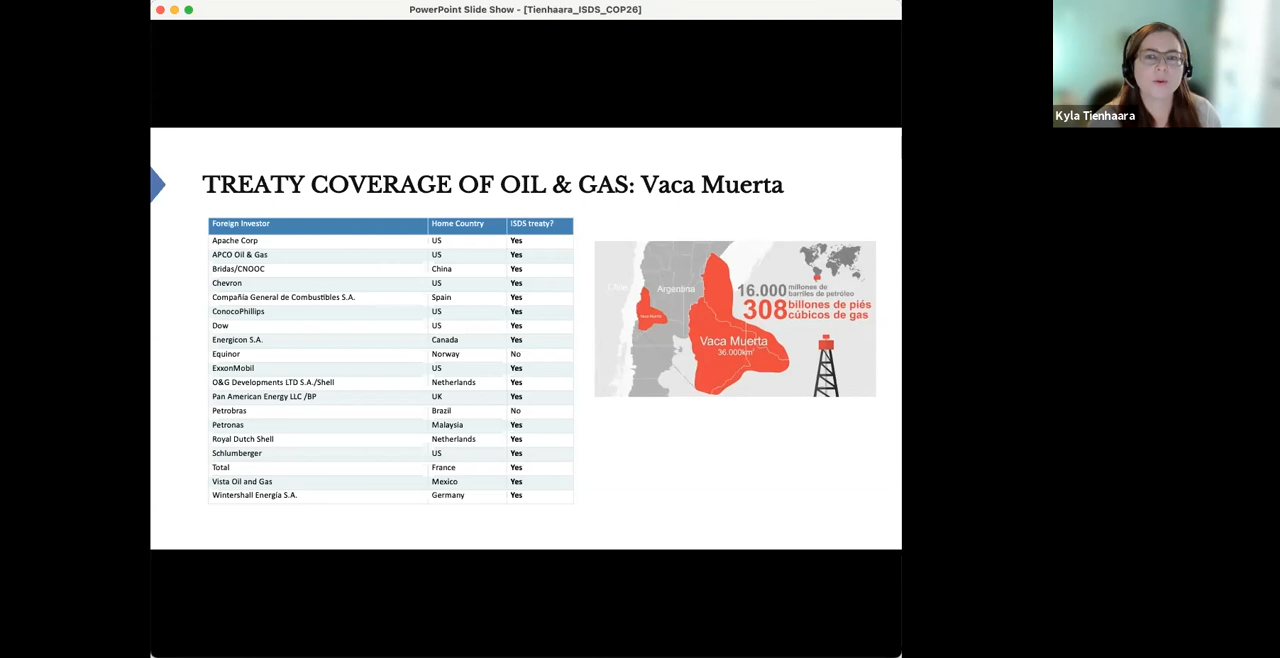 PowerPoint Slide Show - [Tienhaara_ISDS_COP26]
Kyla Tienhaara
TREATY COVERAGE OF OIL & GAS: Vaca Muerta
Foreign Investor Home Country ISDS treaty?
Apache Corp US Yes
APCO Oil & Gas US Yes
Bridas/CNOOC China Yes
Chevron US Yes
Compañía General de Combustibles S.A. Spain Yes
ConocoPhillips US Yes
Dow US Yes
Energicon S.A. Canada Yes
Equinor Norway No
ExxonMobil US Yes
O&G Developments LTD S.A./Shell Netherlands Yes
Pan American Energy LLC /BP UK Yes
Petrobras Brazil No
Petronas Malaysia Yes
Royal Dutch Shell Netherlands Yes
Schlumberger US Yes
Total France Yes
Vista Oil and Gas Mexico Yes
Wintershall Energía S.A. Germany Yes
Chile
Argentina
Vaca Muerta
16.000 millones de
barriles de petróleo
308 billones de piés
cúbicos de gas
Vaca Muerta
36.000km²